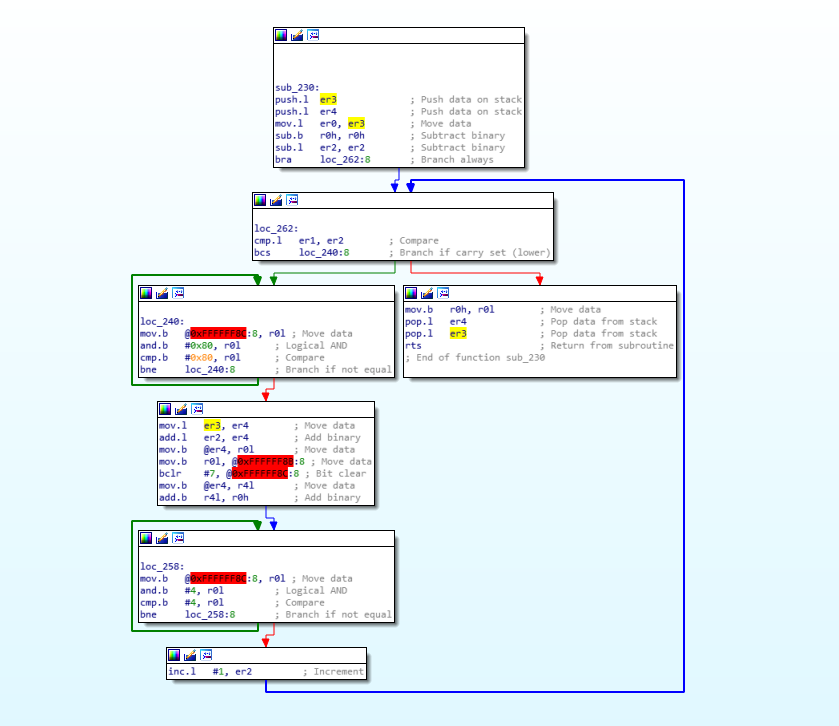 sub_230:
push.l er3 ; Push data on stack
push.l er4 ; Push data on stack
mov.l er0, er3 ; Move data
sub.b r0h, r0h ; Subtract binary
sub.l er2, er2 ; Subtract binary
bra loc_262:8 ; Branch always
loc_262:
cmp.l er1, er2 ; Compare
bcs loc_240:8 ; Branch if carry set (lower)
loc_240:
mov.b @0xFFFFFF8C:8, r0l ; Move data
and.b #0x80, r0l ; Logical AND
cmp.b #0x80, r0l ; Compare
bne loc_240:8 ; Branch if not equal
mov.b r0h, r0l ; Move data
pop.l er4 ; Pop data from stack
pop.l er3 ; Pop data from stack
rts ; Return from subroutine
; End of function sub_230
mov.l er3, er4 ; Move data
add.l er2, er4 ; Add binary
mov.b @er4, r0l ; Move data
mov.b r0l, @0xFFFFFF8B:8 ; Move data
bclr #7, @0xFFFFFF8C:8 ; Bit clear
mov.b @er4, r4l ; Move data
add.b r4l, r0h ; Add binary
loc_258:
mov.b @0xFFFFFF8C:8, r0l ; Move data
and.b #4, r0l ; Logical AND
cmp.b #4, r0l ; Compare
bne loc_258:8 ; Branch if not equal
inc.l #1, er2 ; Increment